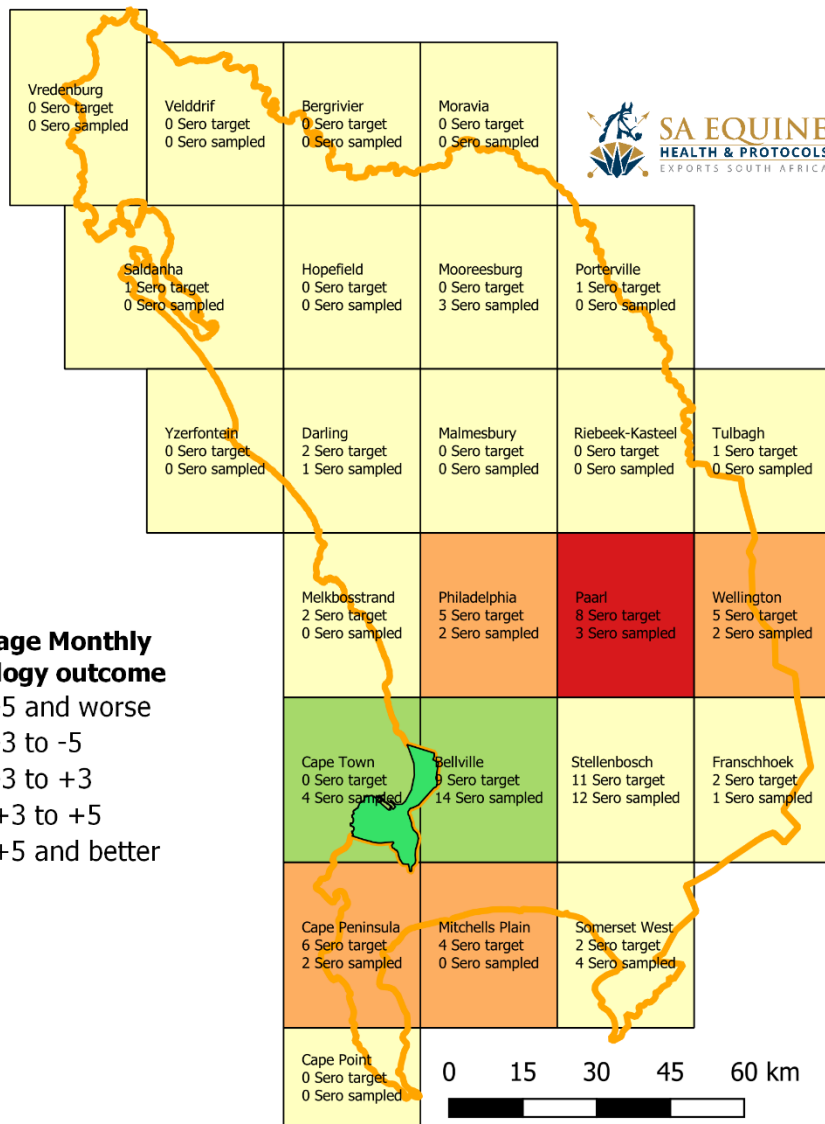 Vredenburg
0 Sero target
0 Sero sampled
Velddrif
0 Sero target
0 Sero sampled
Bergrivier
0 Sero target
0 Sero sampled
Moravia
0 Sero target
0 Sero sampled
SA EQUINE
HEALTH & PROTOCOLS
EXPORTS SOUTH AFRICA
Saldanha
1 Sero target
0 Sero sampled
Hopefield
0 Sero target
0 Sero sampled
Mooreesburg
0 Sero target
3 Sero sampled
Porterville
1 Sero target
0 Sero sampled
Yzerfontein
0 Sero target
0 Sero sampled
Darling
2 Sero target
1 Sero sampled
Malmesbury
0 Sero target
0 Sero sampled
Riebeek-Kasteel
0 Sero target
0 Sero sampled
Tulbagh
1 Sero target
0 Sero sampled
Melkbosstrand
2 Sero target
0 Sero sampled
Philadelphia
5 Sero target
2 Sero sampled
Paarl
8 Sero target
3 Sero sampled
Wellington
5 Sero target
2 Sero sampled
age Monthly
logy outcome
5 and worse
3 to -5
3 to +3
+3 to +5
+5 and better
Cape Town
0 Sero target
4 Sero sampled
Bellville
9 Sero target
14 Sero sampled
Stellenbosch
11 Sero target
12 Sero sampled
Franschhoek
2 Sero target
1 Sero sampled
Cape Peninsula
6 Sero target
2 Sero sampled
Mitchells Plain
4 Sero target
0 Sero sampled
Somerset West
2 Sero target
4 Sero sampled
Cape Point
0 Sero target
0 Sero sampled
0 15 30 45 60 km